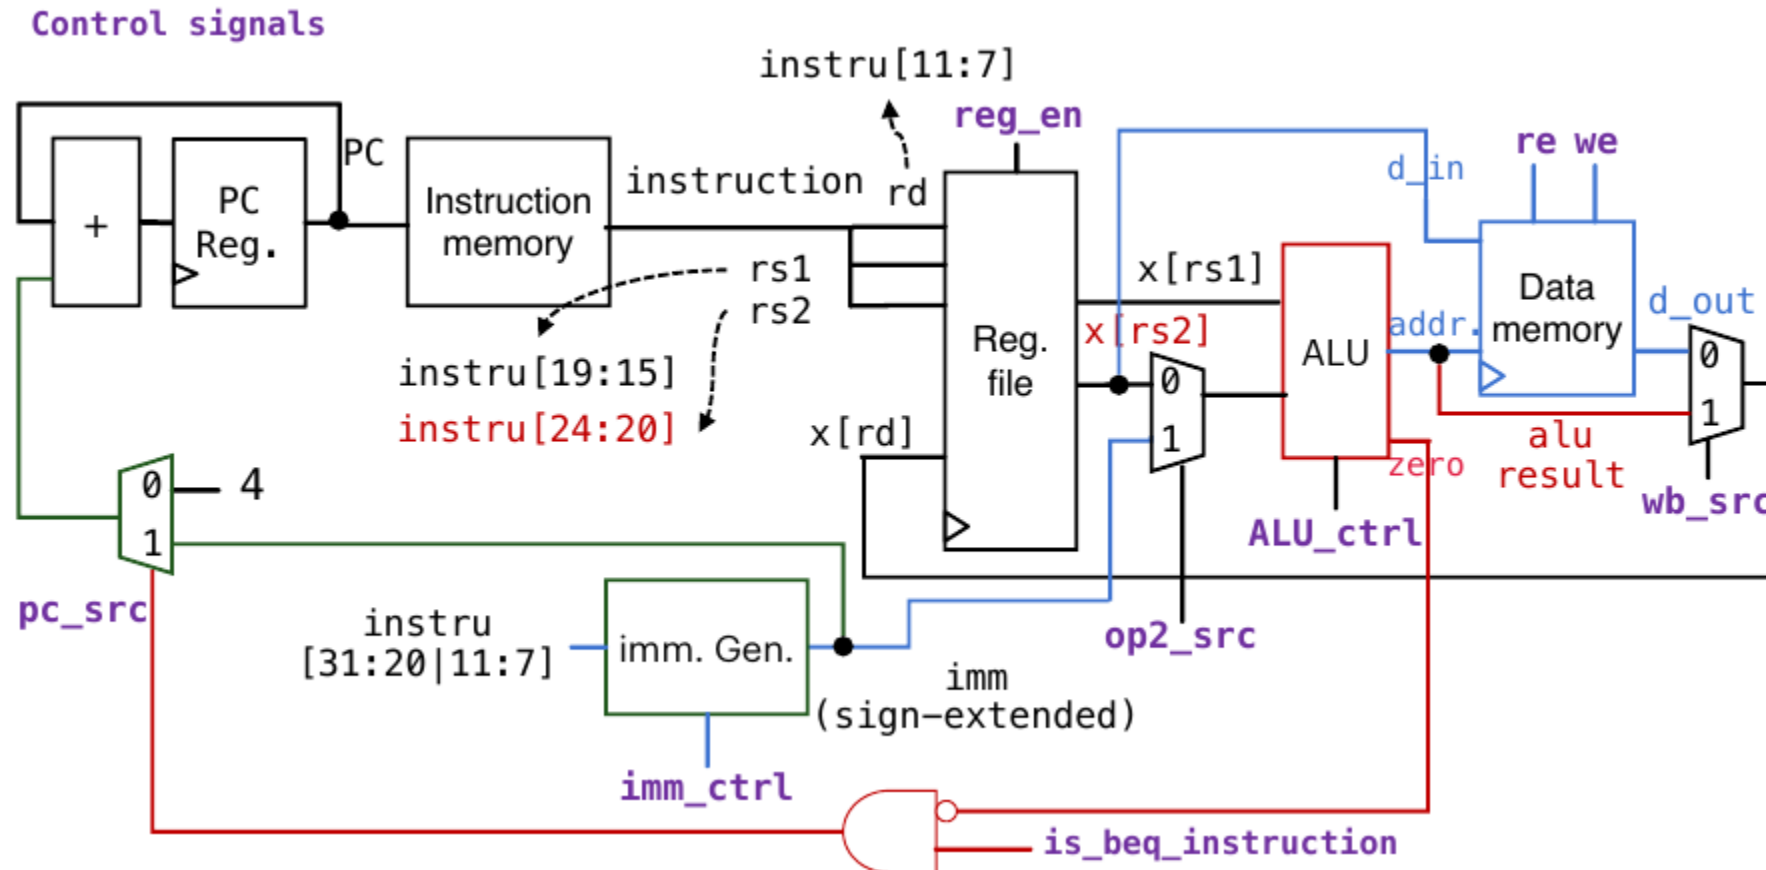 Control signals
instru[11:7]
reg_en
re we
PC
d_in
instruction
rd
PC
Reg.
Instruction
memory
+
rs1
x[rs1]
Data
memory
d_out
rs2
x[rs2]
addr.
Reg.
file
ALU
0
0
instru[19:15]
1
1
instru[24:20]
x[rd]
alu
result
zero
wb_src
0
4
ALU_ctrl
1
pc_src
instru
[31:20|11:7]
imm. Gen.
op2_src
imm
(sign-extended)
imm_ctrl
is_beq_instruction